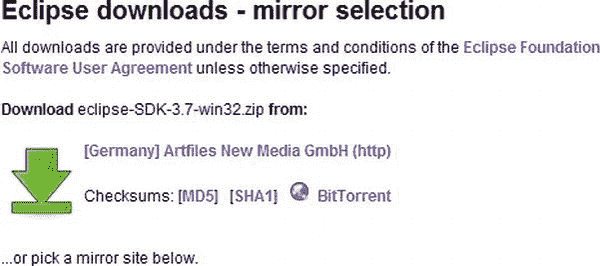 Eclipse downloads - mirror selection
All downloads are provided under the terms and conditions of the Eclipse Foundation
Software User Agreement unless otherwise specified.
Download eclipse-SDK-3.7-win32.zip from:
[Germany] Artfiles New Media GmbH (http)
Checksums: [MD5] [SHA1] BitTorrent
...or pick a mirror site below.